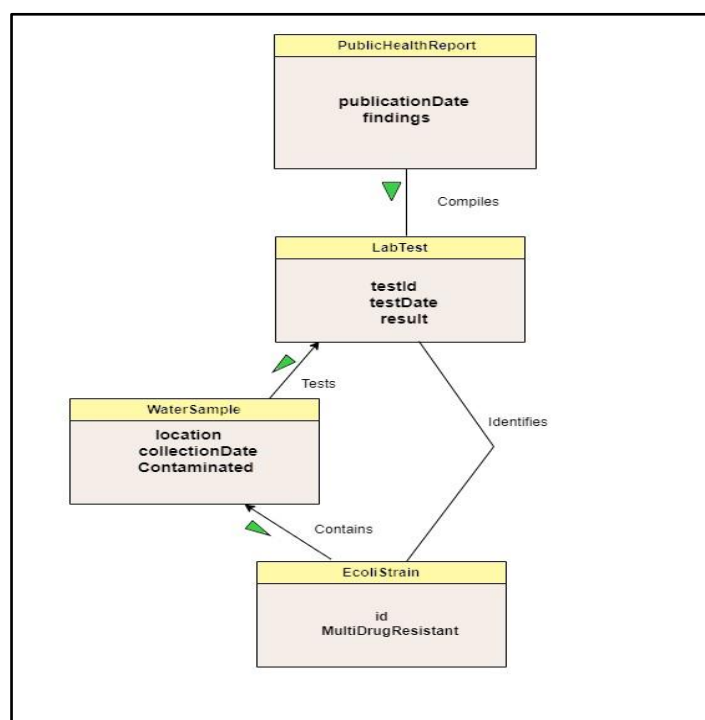 PublicHealthReport
publicationDate
findings
Compiles
LabTest
testId
testDate
result
Tests
WaterSample
location
collectionDate
Contaminated
Identifies
Contains
EcoliStrain
id
MultiDrugResistant